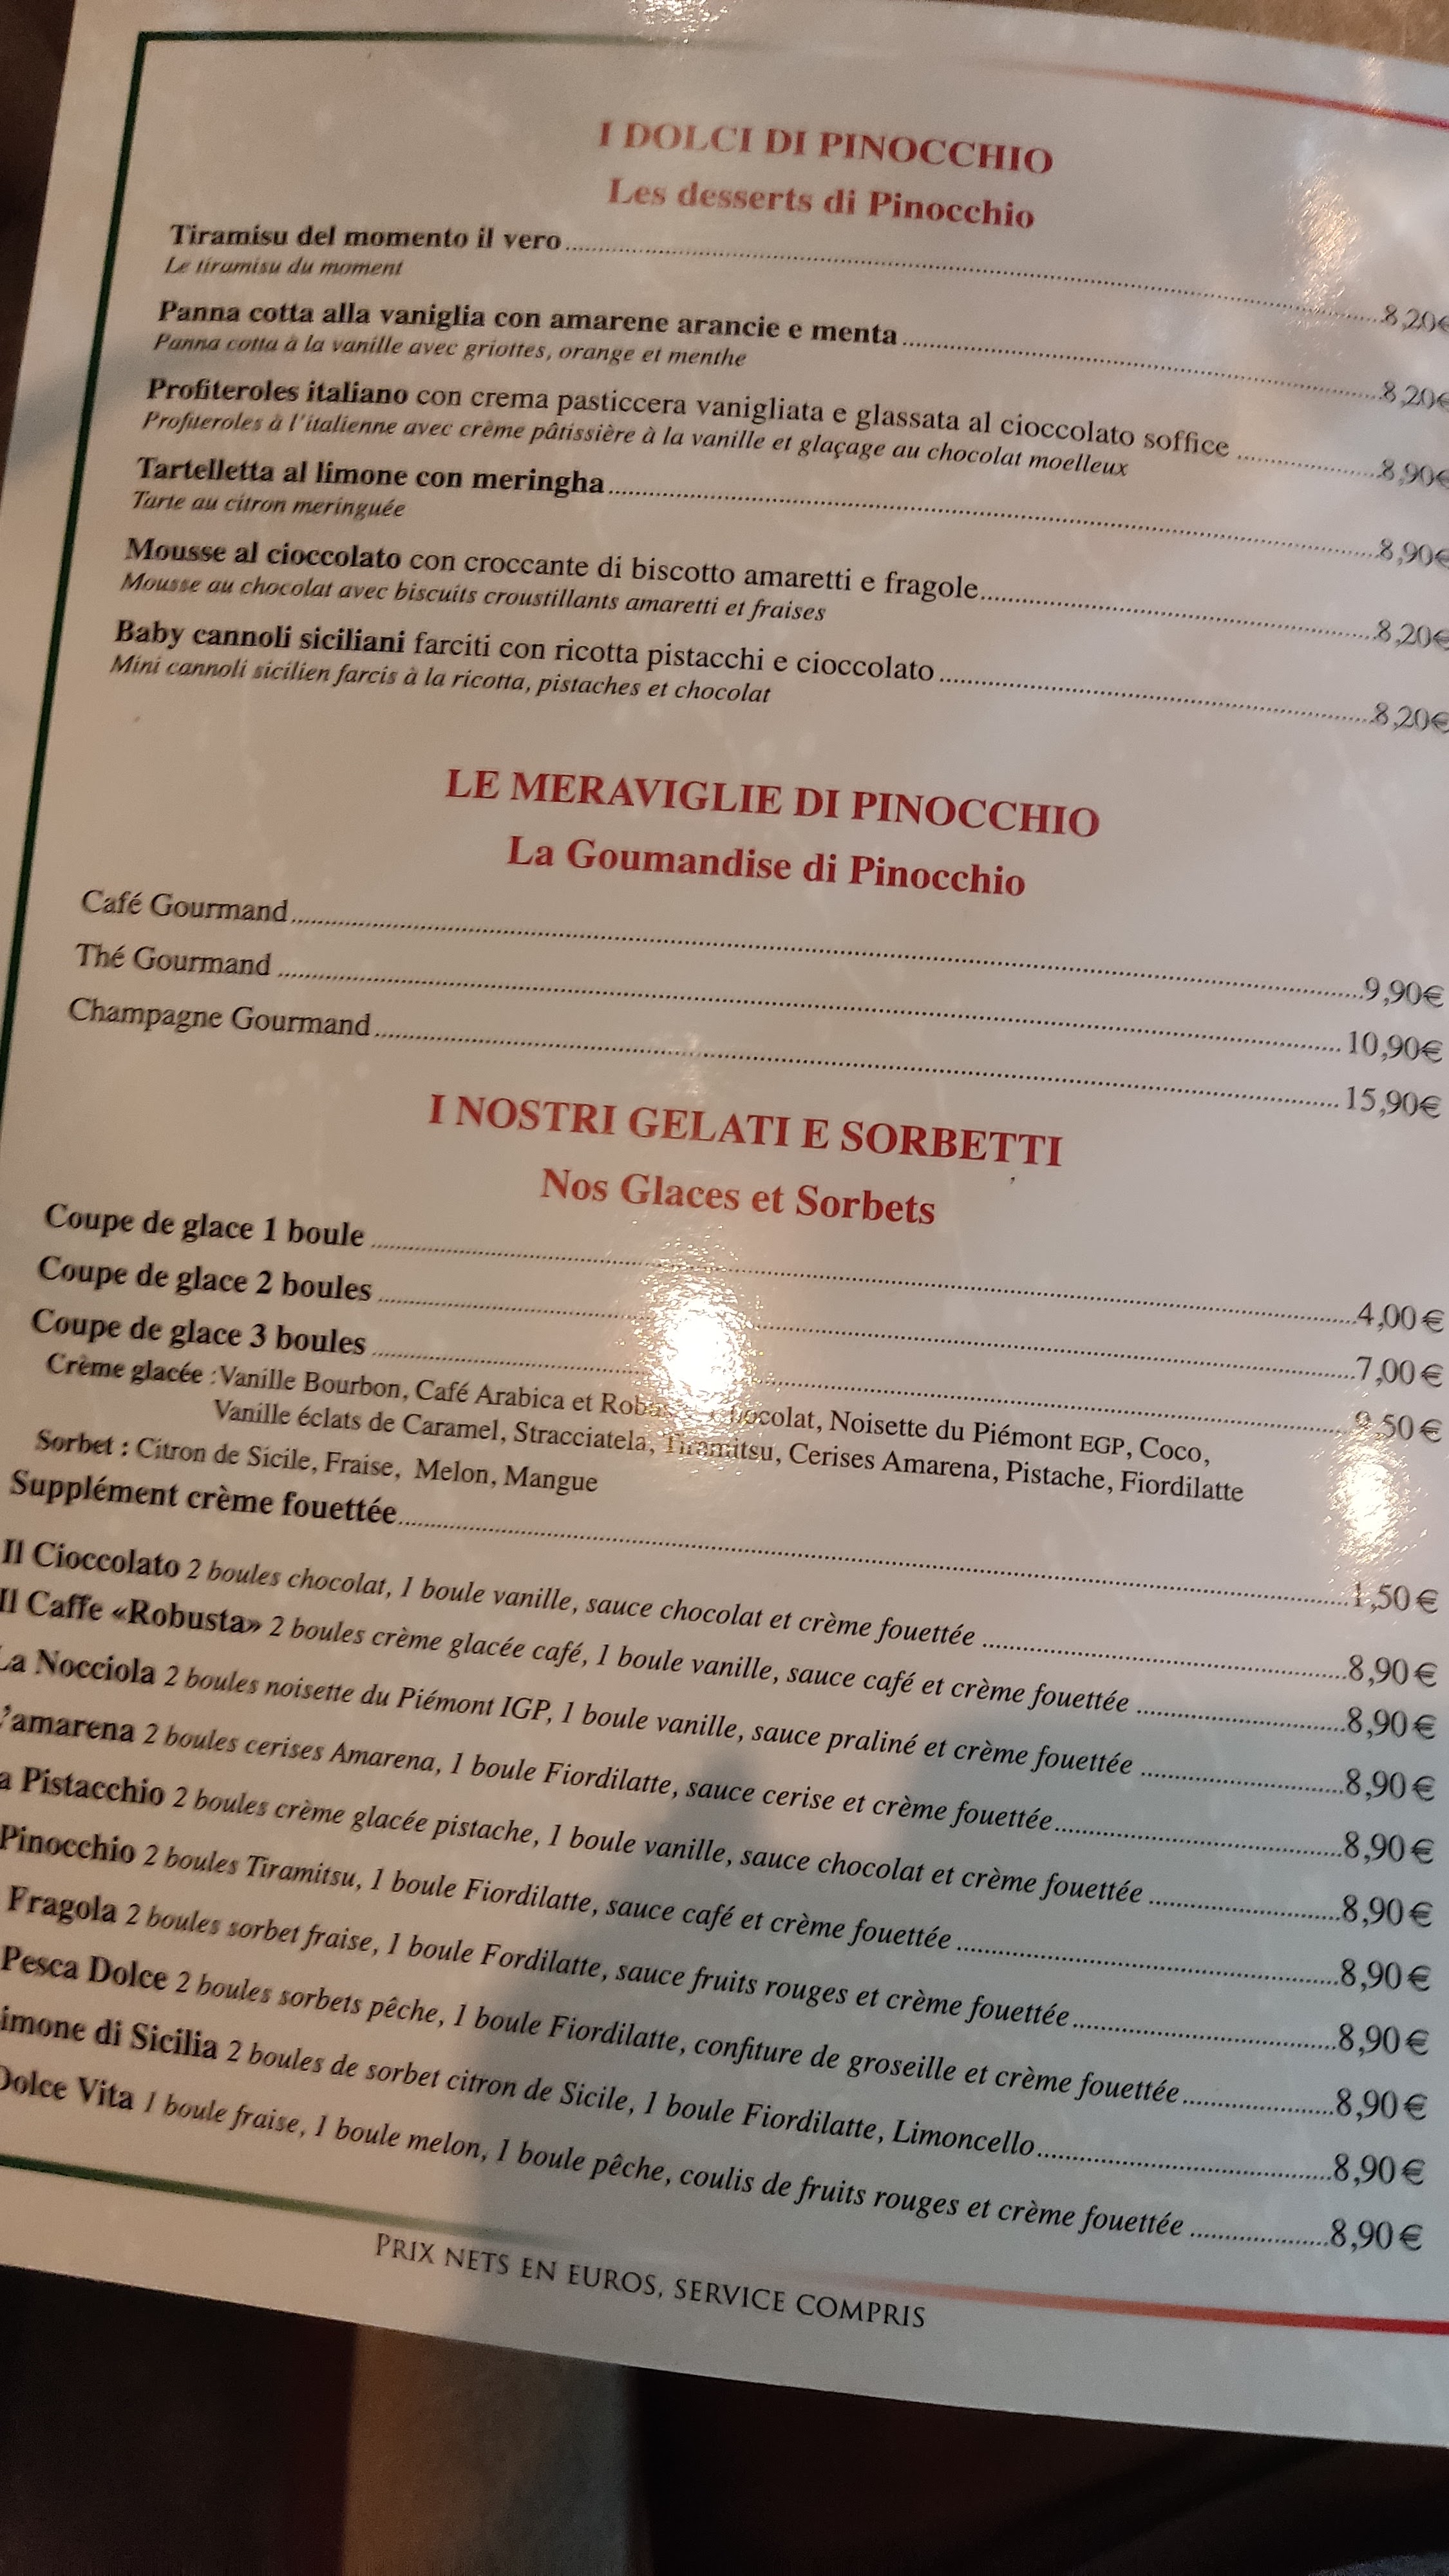 I DOLCI DI PINOCCHIO
Les desserts di Pinocchio
Tiramisu del momento il vero 8,20€
Le tiramisu du moment
Panna cotta alla vaniglia con amarene arancie e menta 8,20€
Panna cotta à la vanille avec griottes, orange et menthe
Profiteroles italiano con crema pasticcera vanigliata e glassata al cioccolato soffice 8,90€
Profiteroles à l'italienne avec crème pâtissière à la vanille et glaçage au chocolat moelleux
Tartelletta al limone con meringha 8,90€
Tarte au citron meringuée
Mousse al cioccolato con croccante di biscotto amaretti e fragole 8,20€
Mousse au chocolat avec biscuits croustillants amaretti et fraises
Baby cannoli siciliani farciti con ricotta pistacchi e cioccolato 8,20€
Mini cannoli sicilien farcis à la ricotta, pistaches et chocolat
LE MERAVIGLIE DI PINOCCHIO
La Goumandise di Pinocchio
Café Gourmand 9,90€
Thé Gourmand 10,90€
Champagne Gourmand 15,90€
I NOSTRI GELATI E SORBETTI
Nos Glaces et Sorbets
Coupe de glace 1 boule 4,00€
Coupe de glace 2 boules 7,00€
Coupe de glace 3 boules
Crème glacée : Vanille Bourbon, Café Arabica et Chocolat, Noisette du Piémont EGP, Coco,
Vanille éclats de Caramel, Stracciatela, Tiramitsu, Cerises Amarena, Pistache, Fiordilatte
Sorbet : Citron de Sicile, Fraise, Melon, Mangue
Supplément crème fouettée 1,50€
Il Cioccolato 2 boules chocolat, 1 boule vanille, sauce chocolat et crème fouettée 8,90€
Il Caffe «Robusta» 2 boules crème glacée café, 1 boule vanille, sauce café et crème fouettée 8,90€
La Nocciola 2 boules noisette du Piémont IGP, 1 boule vanille, sauce praliné et crème fouettée 8,90€
'amarena 2 boules cerises Amarena, 1 boule Fiordilatte, sauce cerise et crème fouettée 8,90€
a Pistacchio 2 boules crème glacée pistache, 1 boule vanille, sauce chocolat et crème fouettée 8,90€
Pinocchio 2 boules Tiramitsu, 1 boule Fiordilatte, sauce café et crème fouettée 8,90€
Fragola 2 boules sorbet fraise, 1 boule Fordilatte, sauce fruits rouges et crème fouettée 8,90€
Pesca Dolce 2 boules sorbets pêche, 1 boule Fiordilatte, confiture de groseille et crème fouettée 8,90€
imone di Sicilia 2 boules de sorbet citron de Sicile, 1 boule Fiordilatte, Limoncello 8,90€
Dolce Vita 1 boule fraise, 1 boule melon, 1 boule pêche, coulis de fruits rouges et crème fouettée 8,90€
PRIX NETS EN EUROS, SERVICE COMPRIS